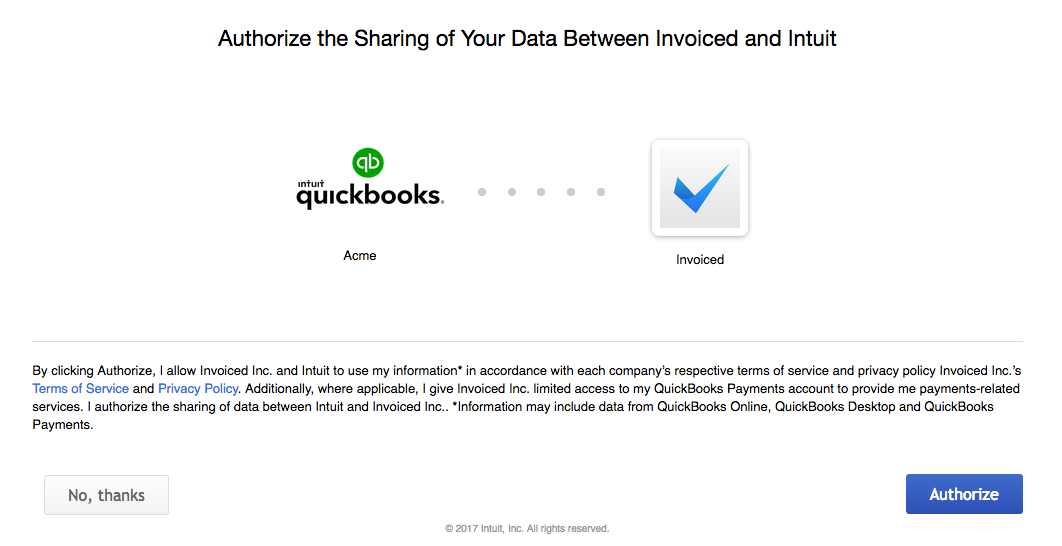 Authorize the Sharing of Your Data Between Invoiced and Intuit
qb
intuit
quickbooks.
Acme
Invoiced
By clicking Authorize, I allow Invoiced Inc. and Intuit to use my information* in accordance with each company's respective terms of service and privacy policy Invoiced Inc.'s
Terms of Service and Privacy Policy. Additionally, where applicable, I give Invoiced Inc. limited access to my QuickBooks Payments account to provide me payments-related
services. I authorize the sharing of data between Intuit and Invoiced Inc.. *Information may include data from QuickBooks Online, QuickBooks Desktop and QuickBooks
Payments.
No, thanks
Authorize
© 2017 Intuit, Inc. All rights reserved.